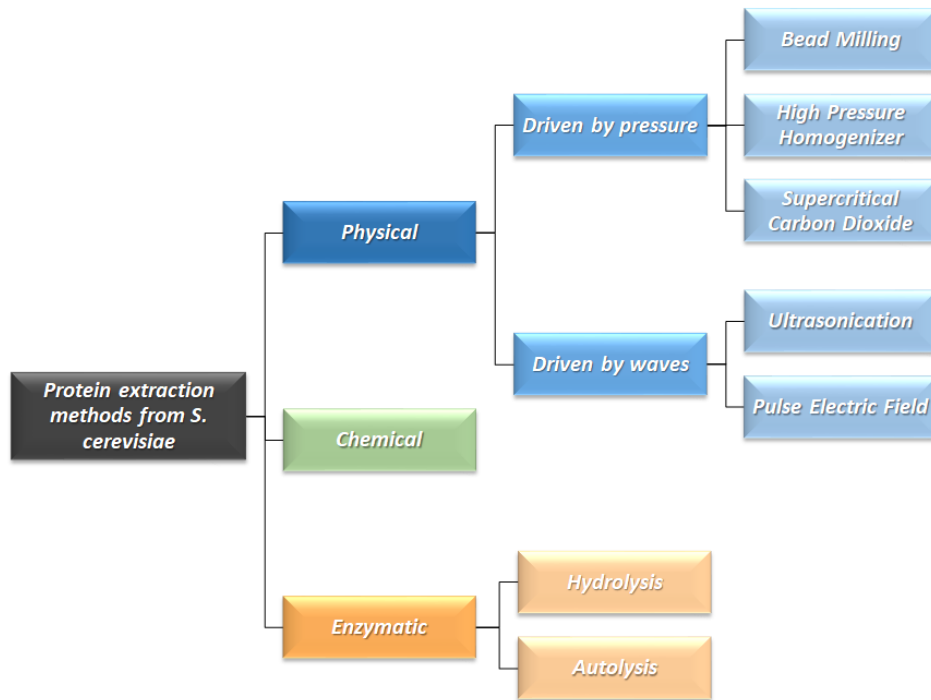 Protein extraction
methods from S.
cerevisiae
Physical
Driven by pressure
Bead Milling
High Pressure
Homogenizer
Supercritical
Carbon Dioxide
Driven by waves
Ultrasonication
Pulse Electric Field
Chemical
Enzymatic
Hydrolysis
Autolysis